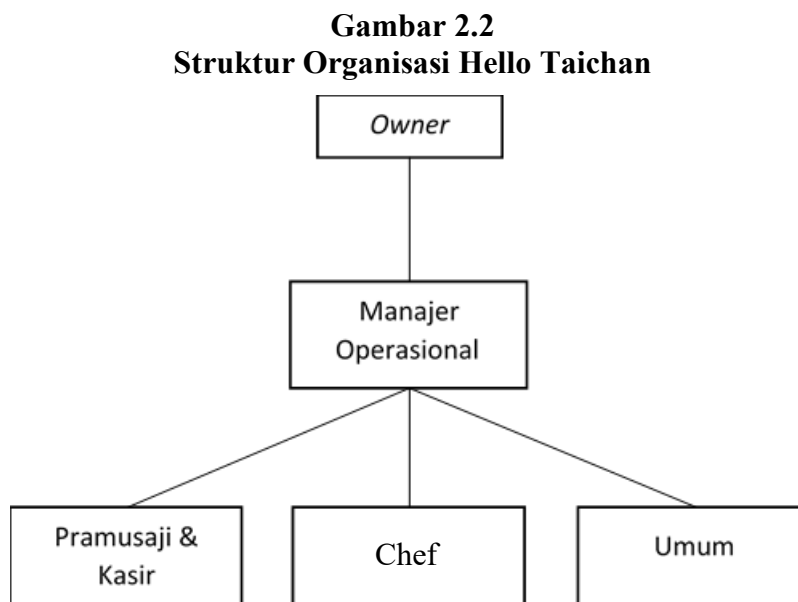 Gambar 2.2
Struktur Organisasi Hello Taichan
Owner
Manajer
Operasional
Pramusaji &
Kasir
Chef
Umum